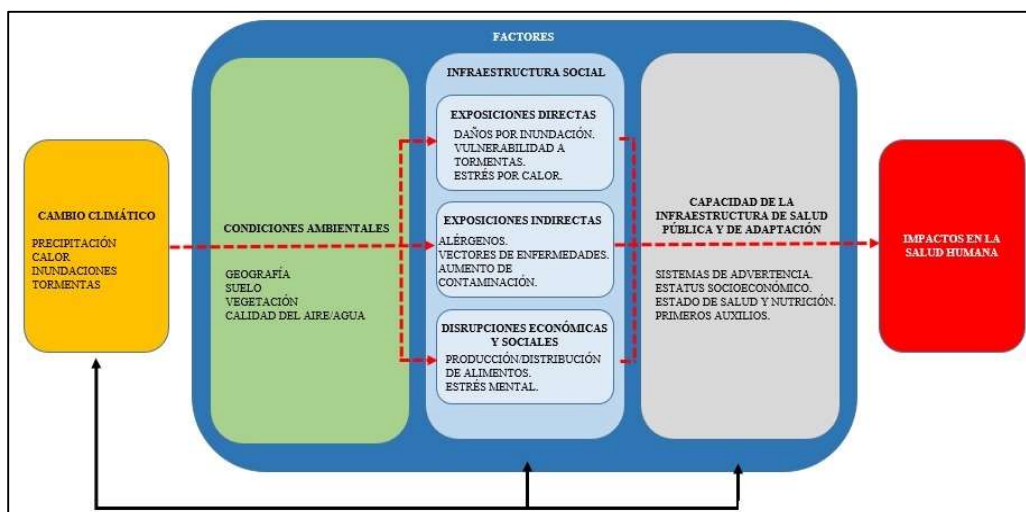 FACTORES
CAMBIO CLIMÁTICO
PRECIPITACIÓN
CALOR
INUNDACIONES
TORMENTAS
CONDICIONES AMBIENTALES
GEOGRAFÍA
SUELO
VEGETACIÓN
CALIDAD DEL AIRE/AGUA
INFRAESTRUCTURA SOCIAL
EXPOSICIONES DIRECTAS
DAÑOS POR INUNDACIÓN.
VULNERABILIDAD A
TORMENTAS.
ESTRÉS POR CALOR.
EXPOSICIONES INDIRECTAS
ALÉRGENOS.
VECTORES DE ENFERMEDADES.
AUMENTO DE
CONTAMINACIÓN.
DISRUPCIONES ECONÓMICAS
Y SOCIALES
PRODUCCIÓN/DISTRIBUCIÓN
DE ALIMENTOS.
ESTRÉS MENTAL.
CAPACIDAD DE LA
INFRAESTRUCTURA DE SALUD
PÚBLICA Y DE ADAPTACIÓN
SISTEMAS DE ADVERTENCIA.
ESTATUS SOCIOECONÓMICO.
ESTADO DE SALUD Y NUTRICIÓN.
PRIMEROS AUXILIOS.
IMPACTOS EN LA
SALUD HUMANA